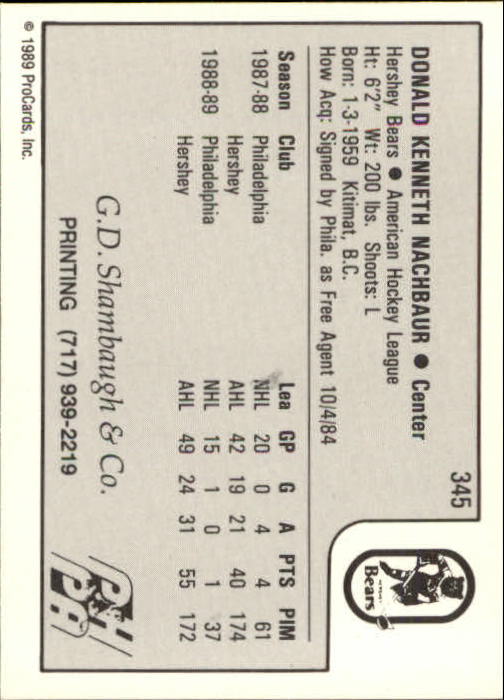 345
DONALD KENNETH NACHBAUR ● Center
Hershey Bears ● American Hockey League
Ht: 6'2" Wt: 200 lbs. Shoots: L
Born: 1-3-1959 Kitimat, B.C.
How Acq: Signed by Phila. as Free Agent 10/4/84
Season Club Lea GP G A PTS PIM
1987-88 Philadelphia NHL 20 0 4 4 61
Hershey AHL 42 19 21 40 174
1988-89 Philadelphia NHL 15 1 0 1 37
Hershey AHL 49 24 31 55 172
G.D. Shambaugh & Co.
PRINTING (717) 939-2219
© 1989 ProCards, Inc.
Bears